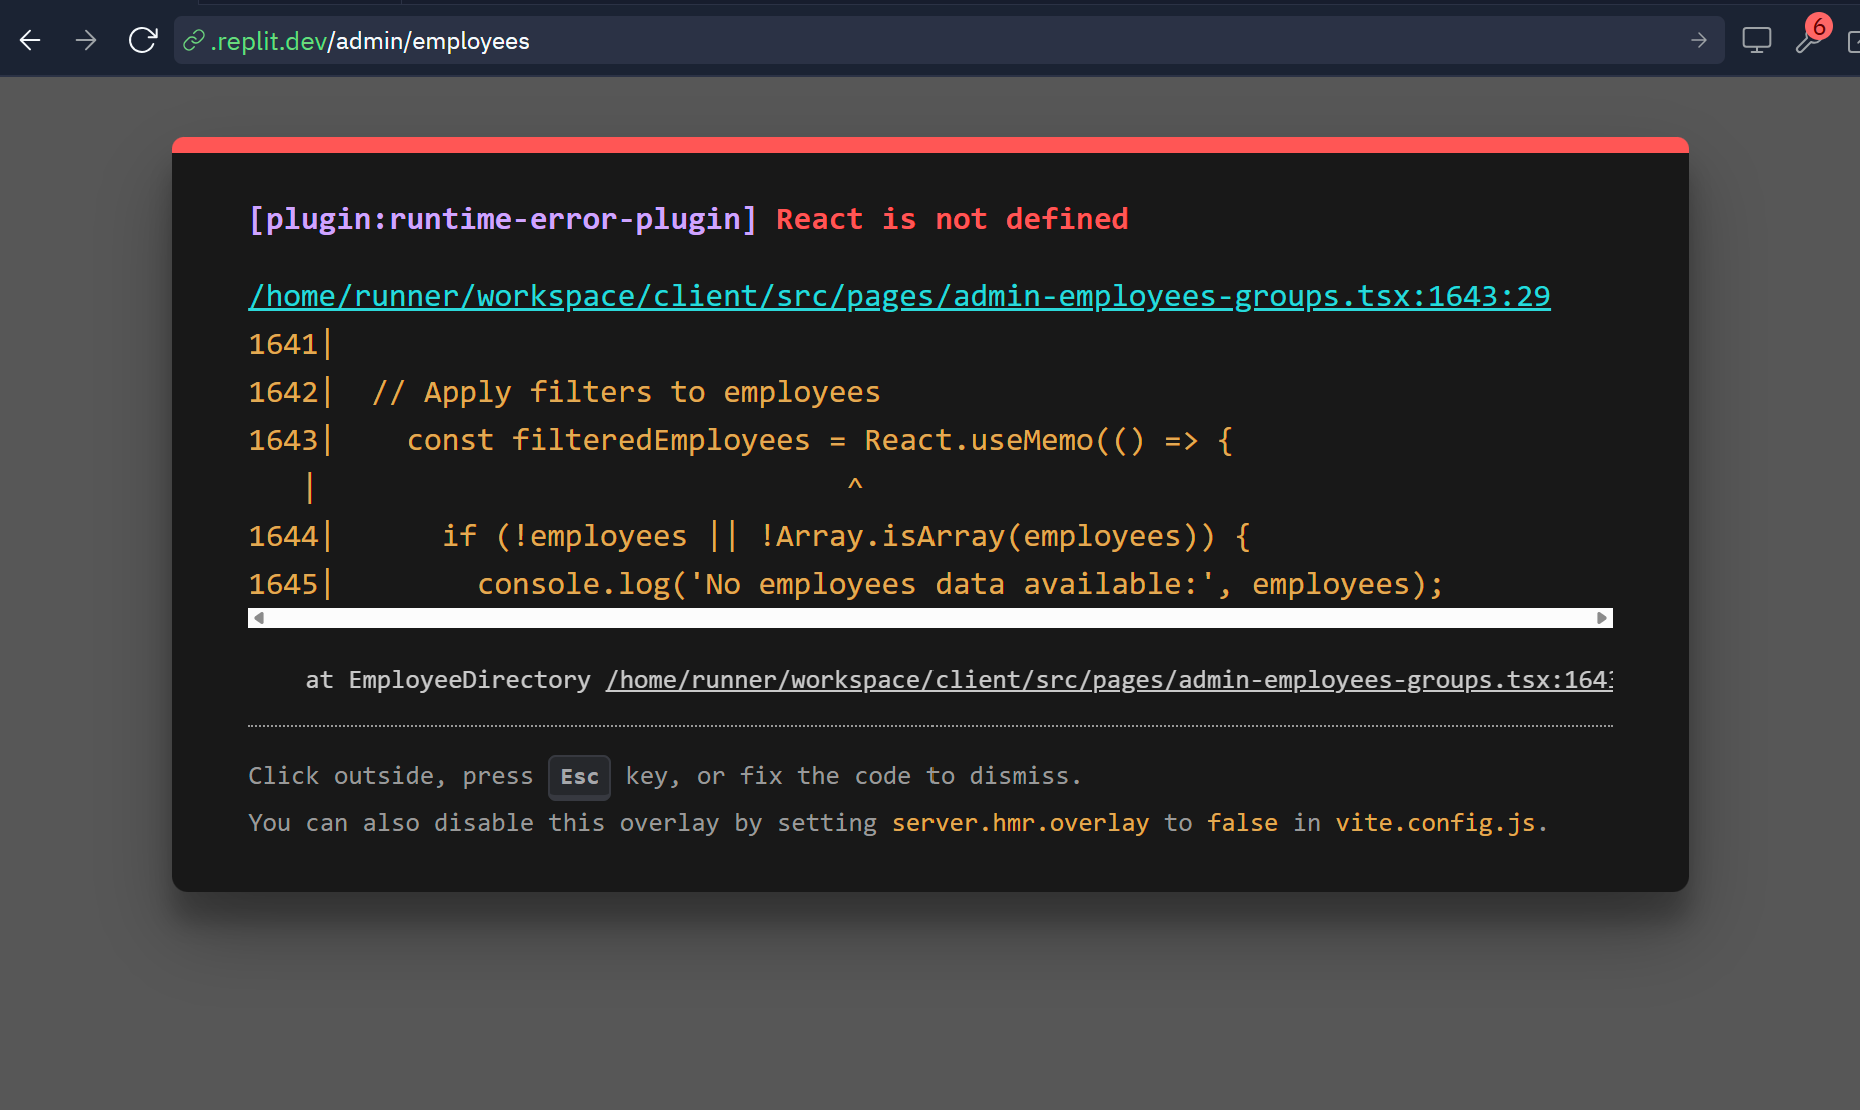 .replit.dev/admin/employees
6
[plugin:runtime-error-plugin] React is not defined
/home/runner/workspace/client/src/pages/admin-employees-groups.tsx:1643:29
1641|
1642|  // Apply filters to employees
1643|    const filteredEmployees = React.useMemo(() => {
   |                              ^
1644|      if (!employees || !Array.isArray(employees)) {
1645|        console.log('No employees data available:', employees);
at EmployeeDirectory /home/runner/workspace/client/src/pages/admin-employees-groups.tsx:164
Click outside, press Esc key, or fix the code to dismiss.
You can also disable this overlay by setting server.hmr.overlay to false in vite.config.js.